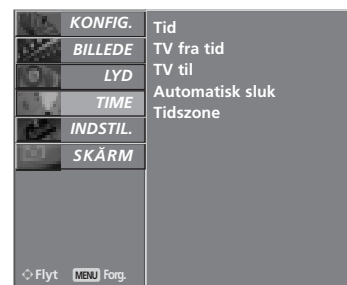 KONFIG.
BILLEDE
LYD
TIME
INDSTIL.
SKÄRM
Tid
TV fra tid
TV til
Automatisk sluk
Tidszone
Flyt MENU Forg.